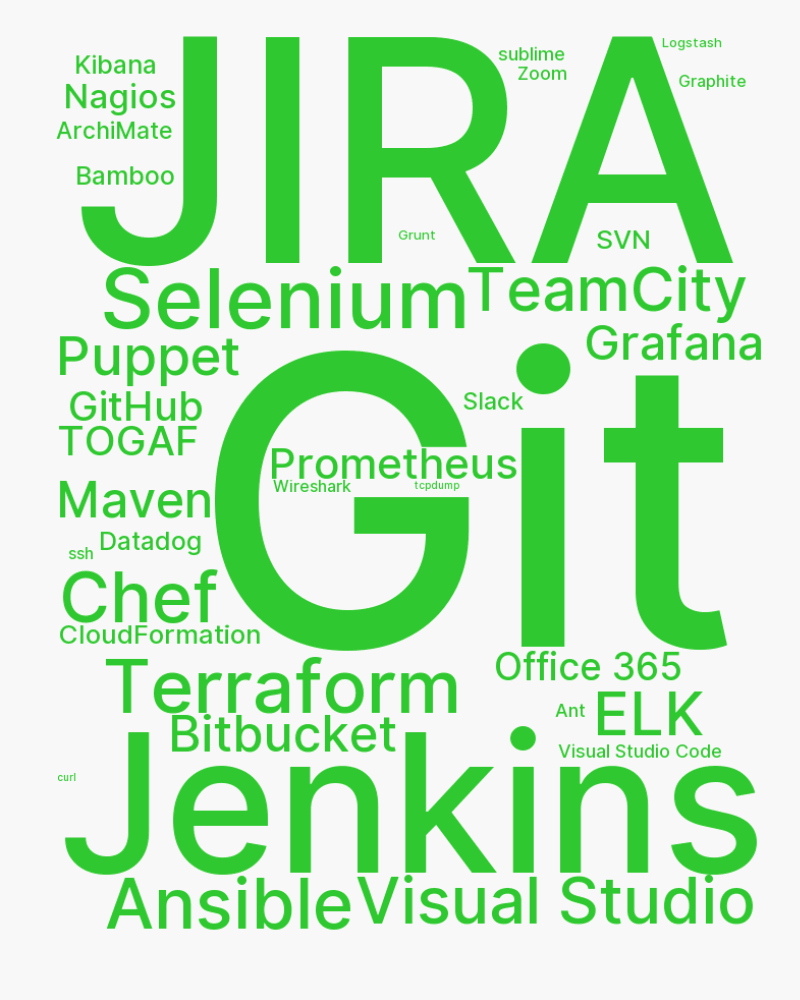 JIRA
Kibana
Nagios
ArchiMate
Bamboo
sublime
Zoom
Logstash
Graphite
Grunt
SVN
Selenium
TeamCity
Puppet
Grafana
GitHub
TOGAF
Git
Slack
Prometheus
Wireshark
tcpdump
Maven
Datadog
ssh
Chef
CloudFormation
Terraform
Office 365
Bitbucket
Ant
ELK
Visual Studio Code
curl
Jenkins
Ansible
Visual Studio